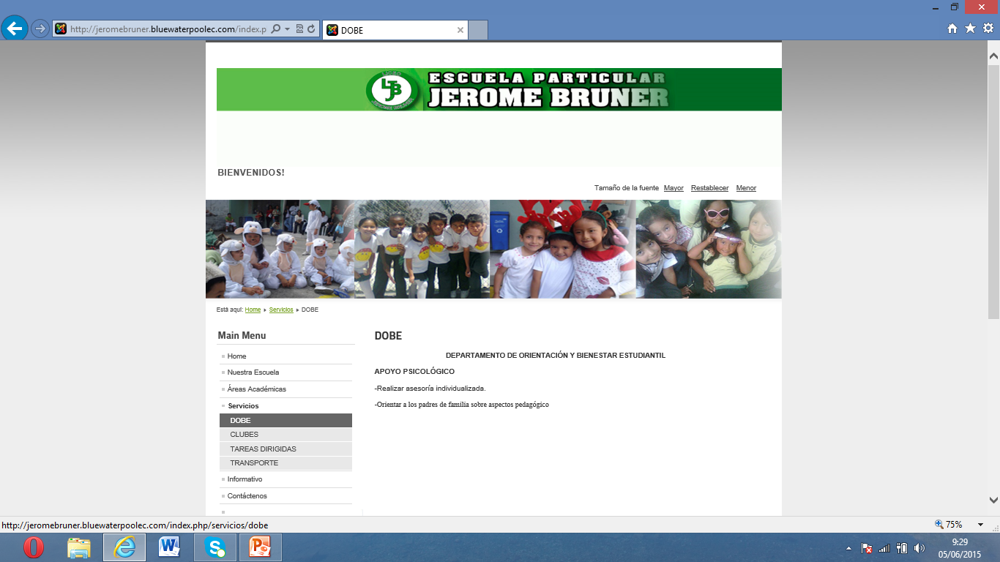 http://jeromebruner.bluewaterpoolec.com/index.p
DOBE
LJB
ESCUELA PARTICULAR
JEROME BRUNER
BIENVENIDOS!
Tamaño de la fuente Mayor Restablecer Menor
Está aquí: Home Servicios DOBE
Main Menu
Home
Nuestra Escuela
Áreas Académicas
Servicios
DOBE
CLUBES
TAREAS DIRIGIDAS
TRANSPORTE
Informativo
Contáctenos
DOBE
DEPARTAMENTO DE ORIENTACIÓN Y BIENESTAR ESTUDIANTIL
APOYO PSICOLÓGICO
-Realizar asesoría individualizada.
-Orientar a los padres de familia sobre aspectos pedagógico
http://jeromebruner.bluewaterpoolec.com/index.php/servicios/dobe
75%
9:29
05/06/2015